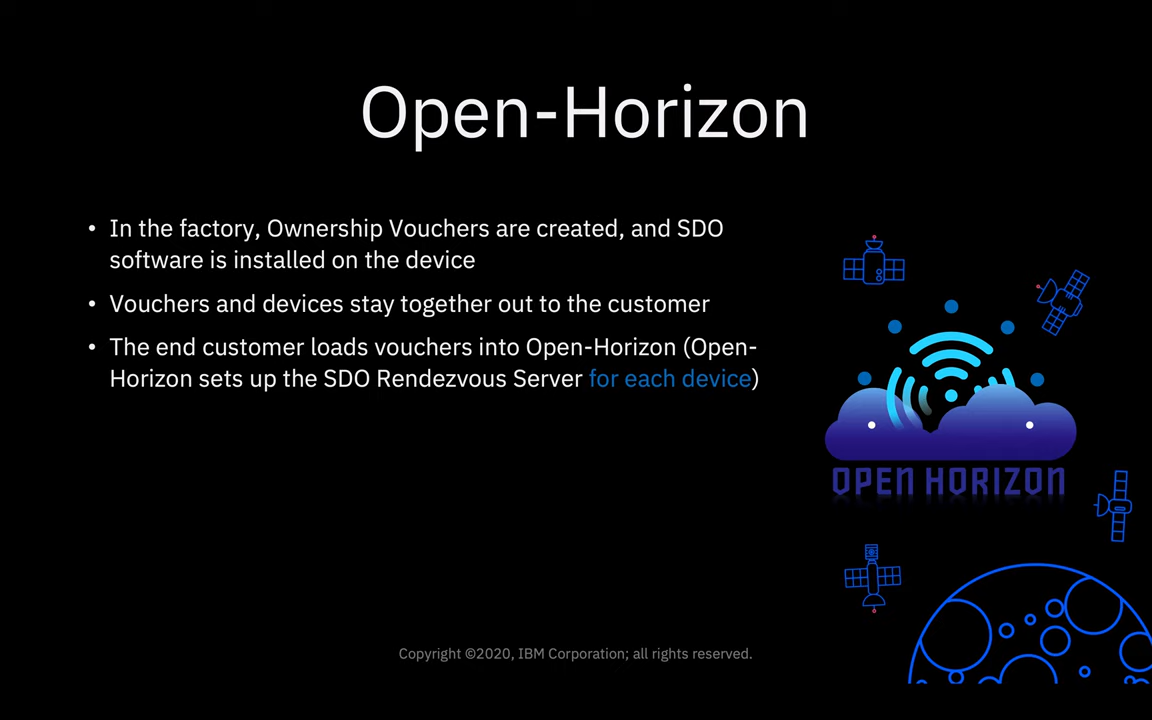 Open-Horizon
• In the factory, Ownership Vouchers are created, and SDO
software is installed on the device
• Vouchers and devices stay together out to the customer
• The end customer loads vouchers into Open-Horizon (Open-
Horizon sets up the SDO Rendezvous Server for each device)
OPEN HORIZON
Copyright ©2020, IBM Corporation; all rights reserved.